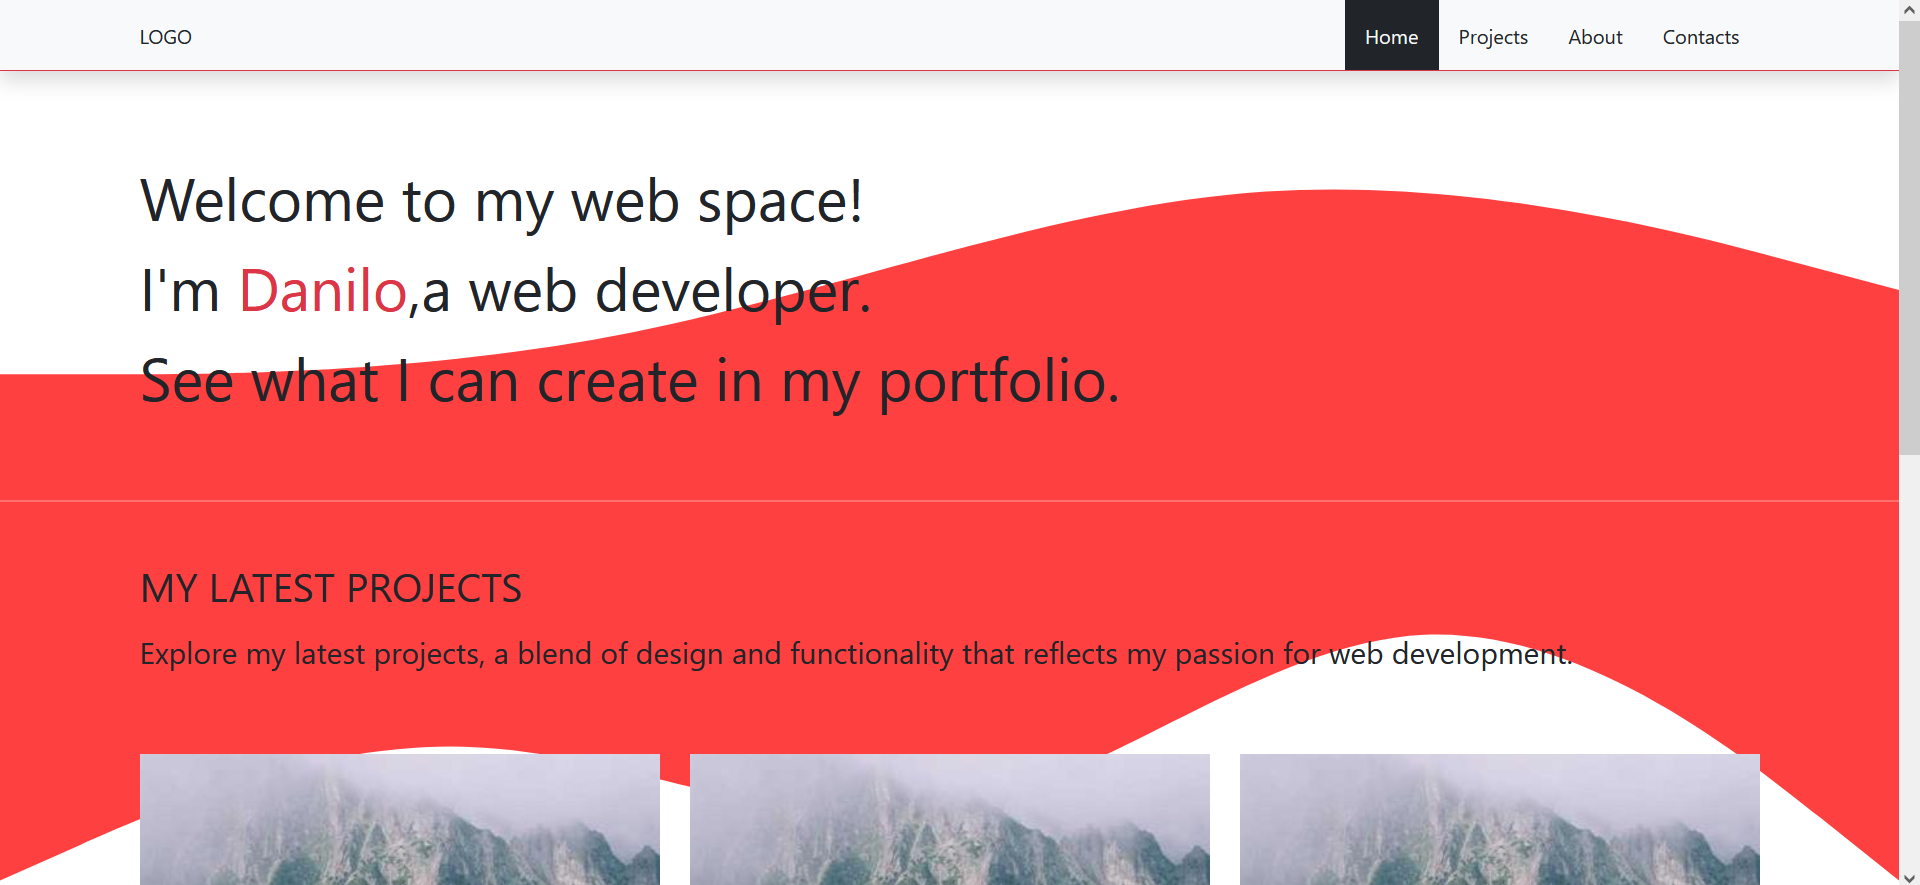 LOGO
Home
Projects
About
Contacts
Welcome to my web space!
I'm Danilo,a web developer.
See what I can create in my portfolio.
MY LATEST PROJECTS
Explore my latest projects, a blend of design and functionality that reflects my passion for web development.